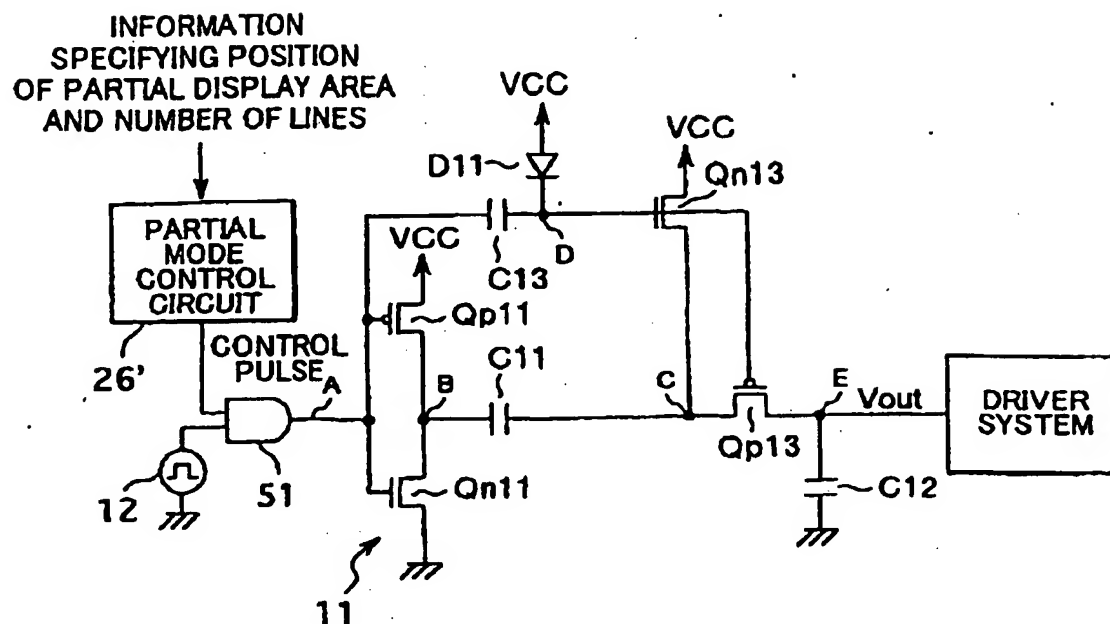 INFORMATION
SPECIFYING POSITION
OF PARTIAL DISPLAY AREA
AND NUMBER OF LINES
PARTIAL
MODE
CONTROL
CIRCUIT
26'
CONTROL
PULSE
A
12
51
11
VCC
Qp11
B
Qn11
C11
C13
VCC
D11
D
VCC
Qn13
C
Qp13
E
Vout
C12
DRIVER
SYSTEM